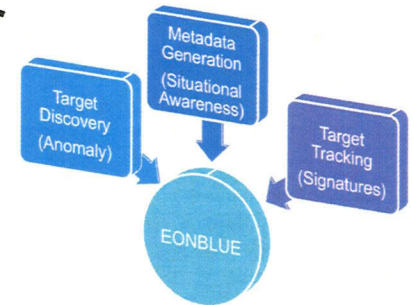 Target
Discovery
(Anomaly)
Metadata
Generation
(Situational
Awareness)
Target
Tracking
(Signatures)
EONBLUE